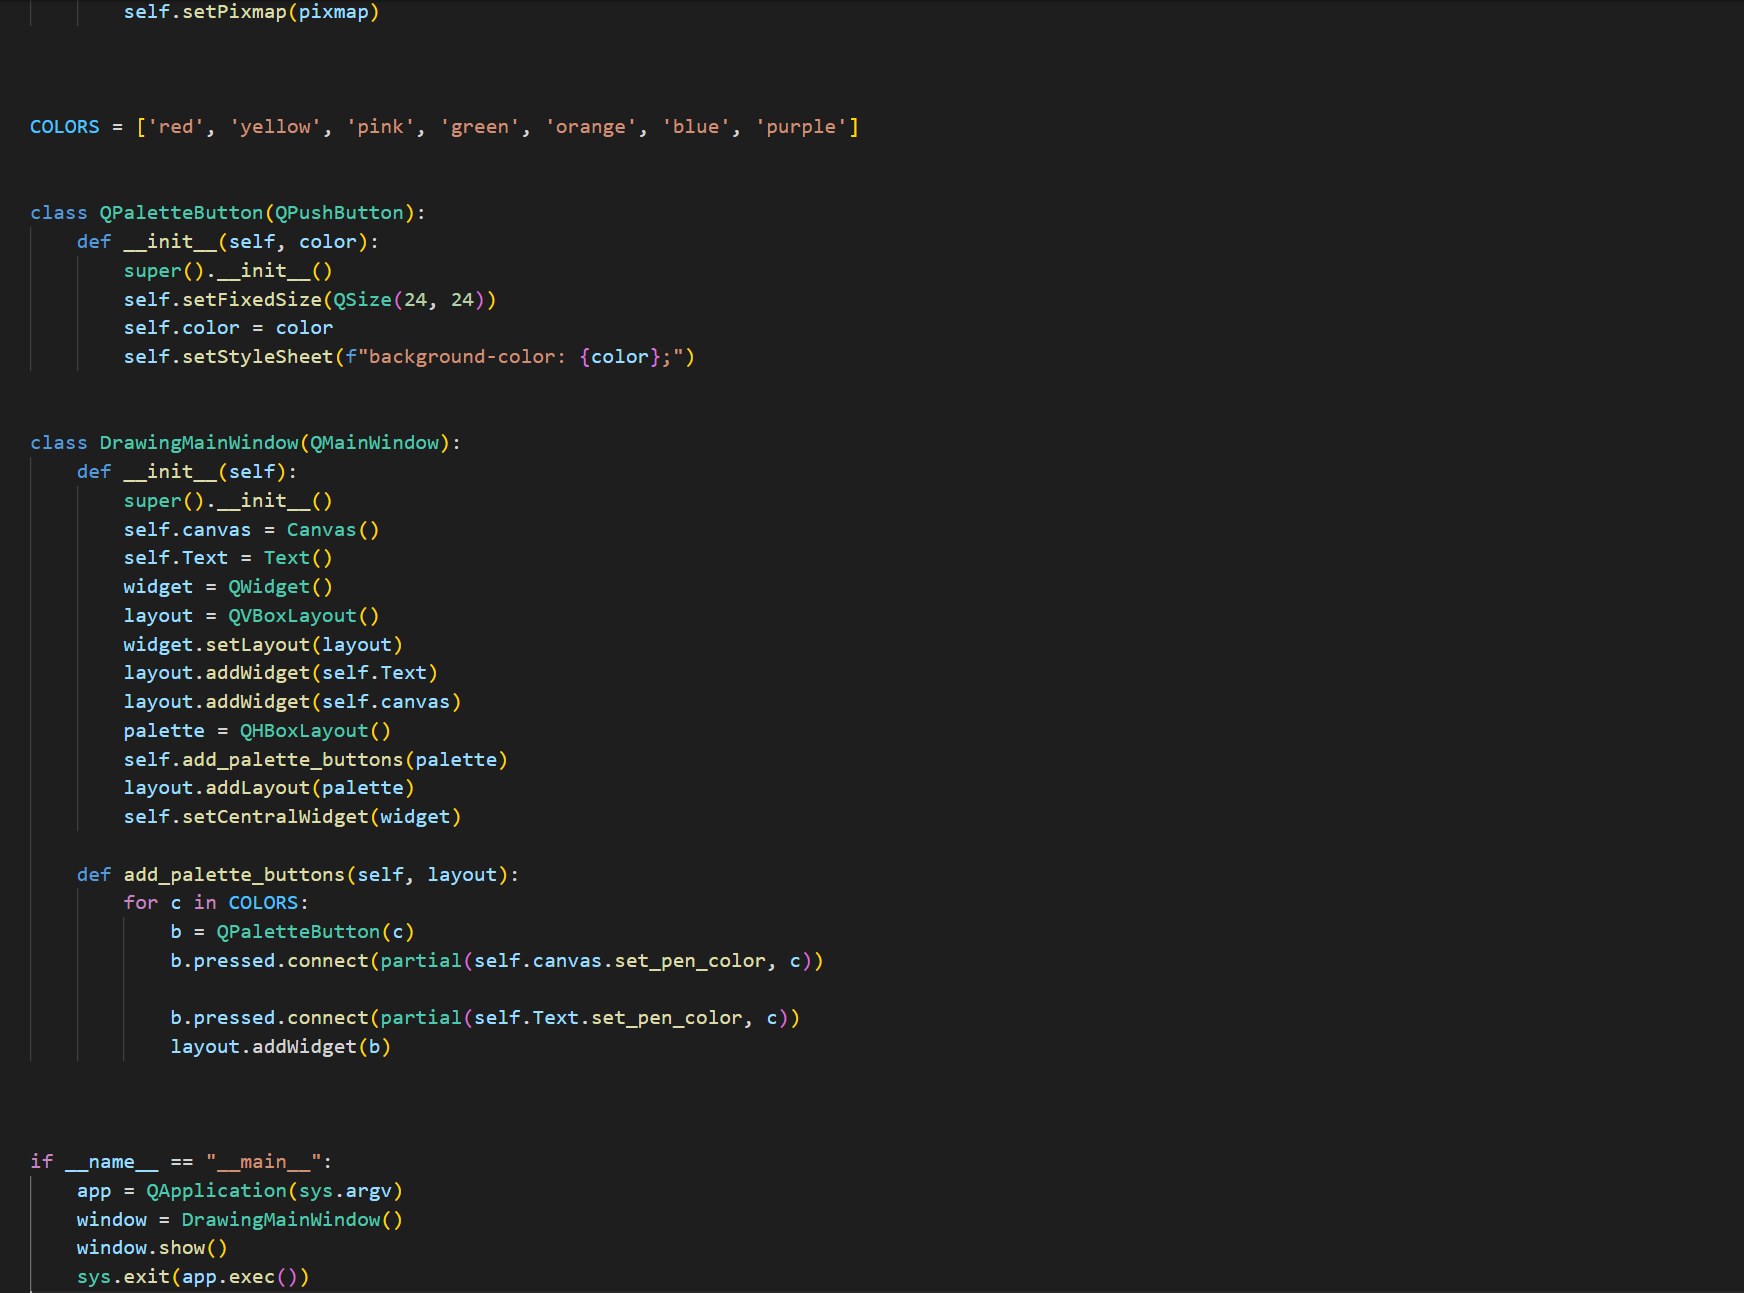 self.setPixmap(pixmap)
COLORS = ['red', 'yellow', 'pink', 'green', 'orange', 'blue', 'purple']
class QPaletteButton(QPushButton):
    def __init__(self, color):
        super().__init__()
        self.setFixedSize(QSize(24, 24))
        self.color = color
        self.setStyleSheet(f"background-color: {color};")
class DrawingMainWindow(QMainWindow):
    def __init__(self):
        super().__init__()
        self.canvas = Canvas()
        self.Text = Text()
        widget = QWidget()
        layout = QVBoxLayout()
        widget.setLayout(layout)
        layout.addWidget(self.Text)
        layout.addWidget(self.canvas)
        palette = QHBoxLayout()
        self.add_palette_buttons(palette)
        layout.addLayout(palette)
        self.setCentralWidget(widget)
    def add_palette_buttons(self, layout):
        for c in COLORS:
            b = QPaletteButton(c)
            b.pressed.connect(partial(self.canvas.set_pen_color, c))
            b.pressed.connect(partial(self.Text.set_pen_color, c))
            layout.addWidget(b)
if __name__ == "__main__":
    app = QApplication(sys.argv)
    window = DrawingMainWindow()
    window.show()
    sys.exit(app.exec())